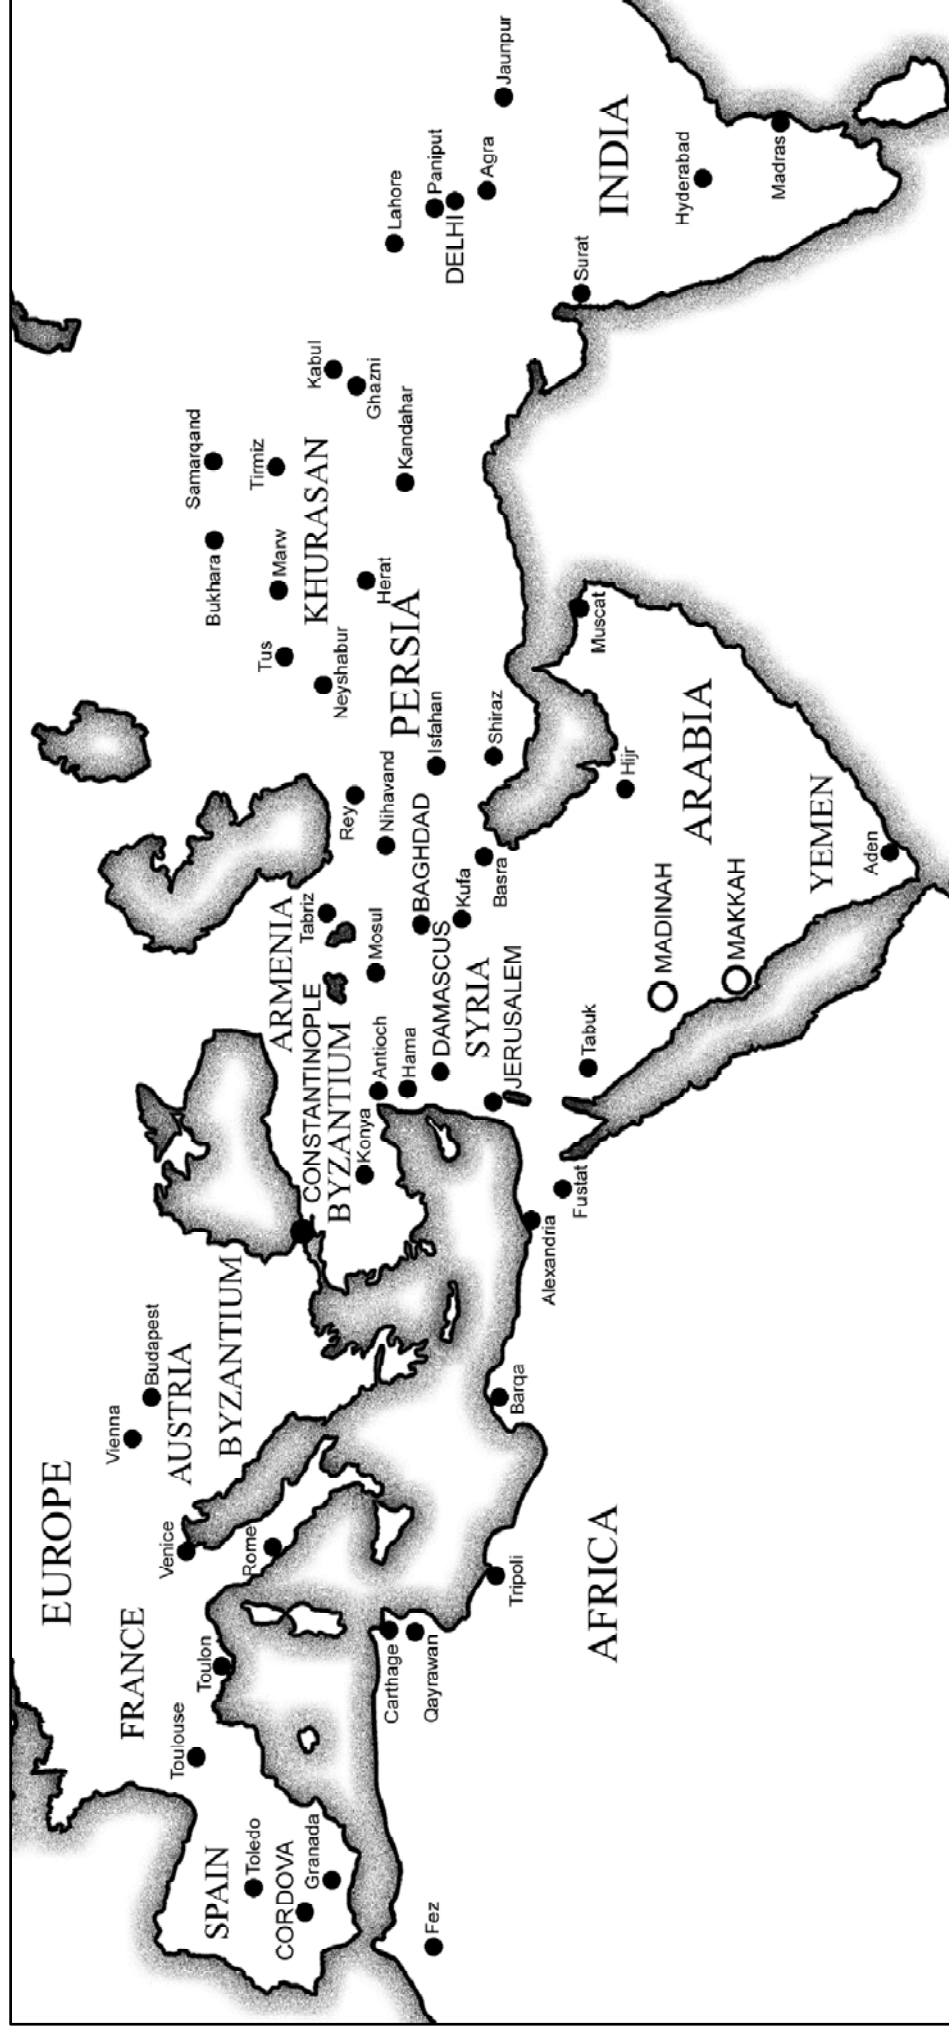 EUROPE
FRANCE
SPAIN
AUSTRIA
BYZANTIUM
Vienna
Budapest
Venice
Rome
Toulon
Toulouse
Toledo
CORDOVA
Granada
Fez
Carthage
Qayrawan
Tripoli
Barqa
AFRICA
Alexandria
Fustat
CONSTANTINOPLE
BYZANTIUM
Konya
ARMENIA
Antioch
Hama
DAMASCUS
SYRIA
JERUSALEM
Tabuk
Tabriz
Mosul
BAGHDAD
Kufa
Basra
MADINAH
MAKKAH
ARABIA
YEMEN
Aden
Hijr
Muscat
Rey
Nihavand
Isfahan
Shiraz
PERSIA
Tus
Neyshabur
Marw
KHURASAN
Herat
Bukhara
Samarqand
Tirmiz
Kabul
Ghazni
Kandahar
Lahore
Paniput
DELHI
Agra
Jaunpur
INDIA
Surat
Hyderabad
Madras